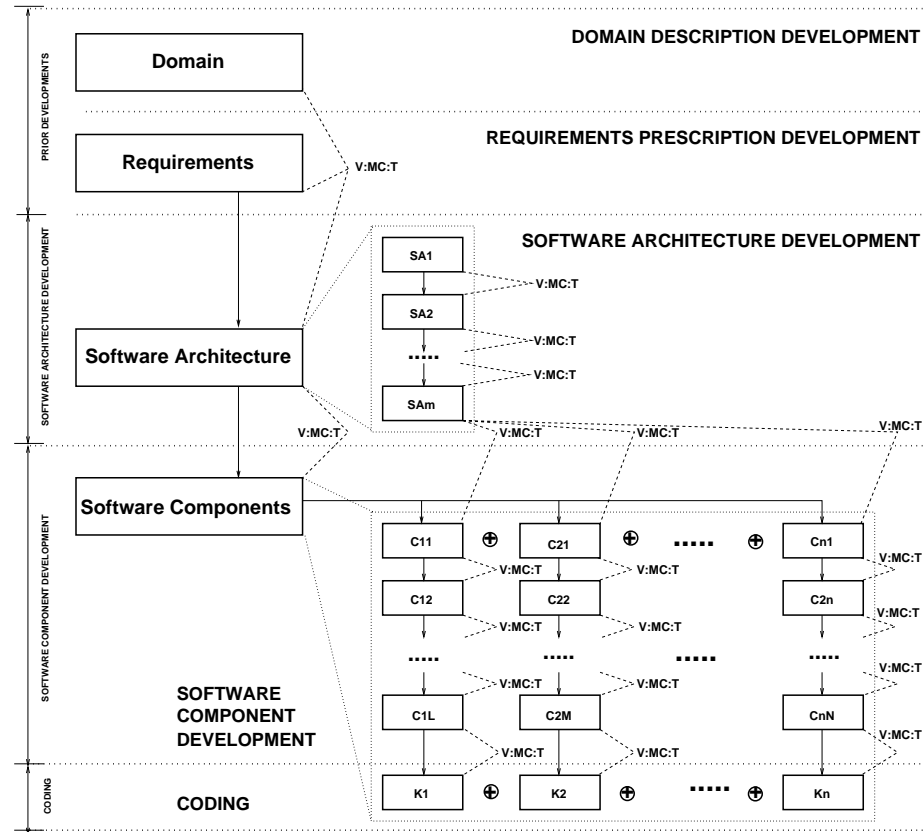 DOMAIN DESCRIPTION DEVELOPMENT
Domain
PRIOR DEVELOPMENTS
REQUIREMENTS PRESCRIPTION DEVELOPMENT
Requirements
V:MC:T
SOFTWARE ARCHITECTURE DEVELOPMENT
SOFTWARE ARCHITECTURE DEVELOPMENT
SA1
V:MC:T
SA2
V:MC:T
Software Architecture
.....
V:MC:T
SAm
V:MC:T
V:MC:T
V:MC:T
V:MC:T
SOFTWARE COMPONENT DEVELOPMENT
Software Components
C11 ⊕ C21 ⊕ ..... ⊕ Cn1
V:MC:T V:MC:T V:MC:T
C12 C22 C2n
V:MC:T V:MC:T V:MC:T
..... ..... ..... .....
V:MC:T V:MC:T V:MC:T
SOFTWARE
COMPONENT
DEVELOPMENT
C1L C2M CnN
V:MC:T V:MC:T V:MC:T
CODING
CODING
K1 ⊕ K2 ⊕ ..... ⊕ Kn